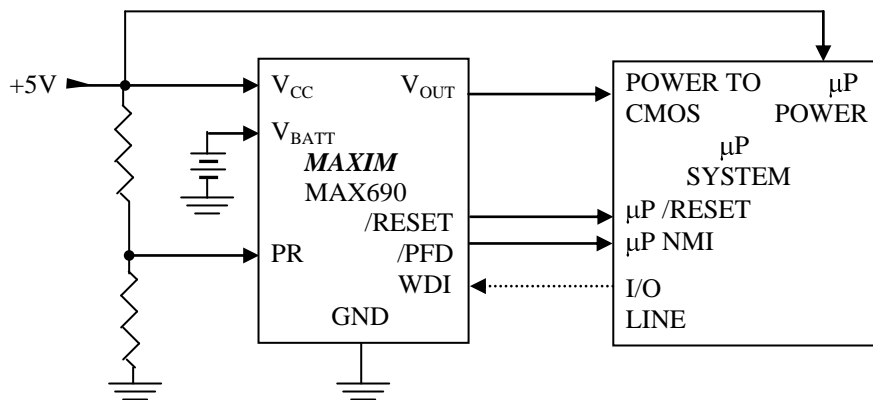 +5V
VCC
VOUT
VBATT
MAXIM
MAX690
/RESET
PR
/PFD
WDI
GND
POWER TO
CMOS
μP
POWER
μP
SYSTEM
μP /RESET
μP NMI
I/O
LINE